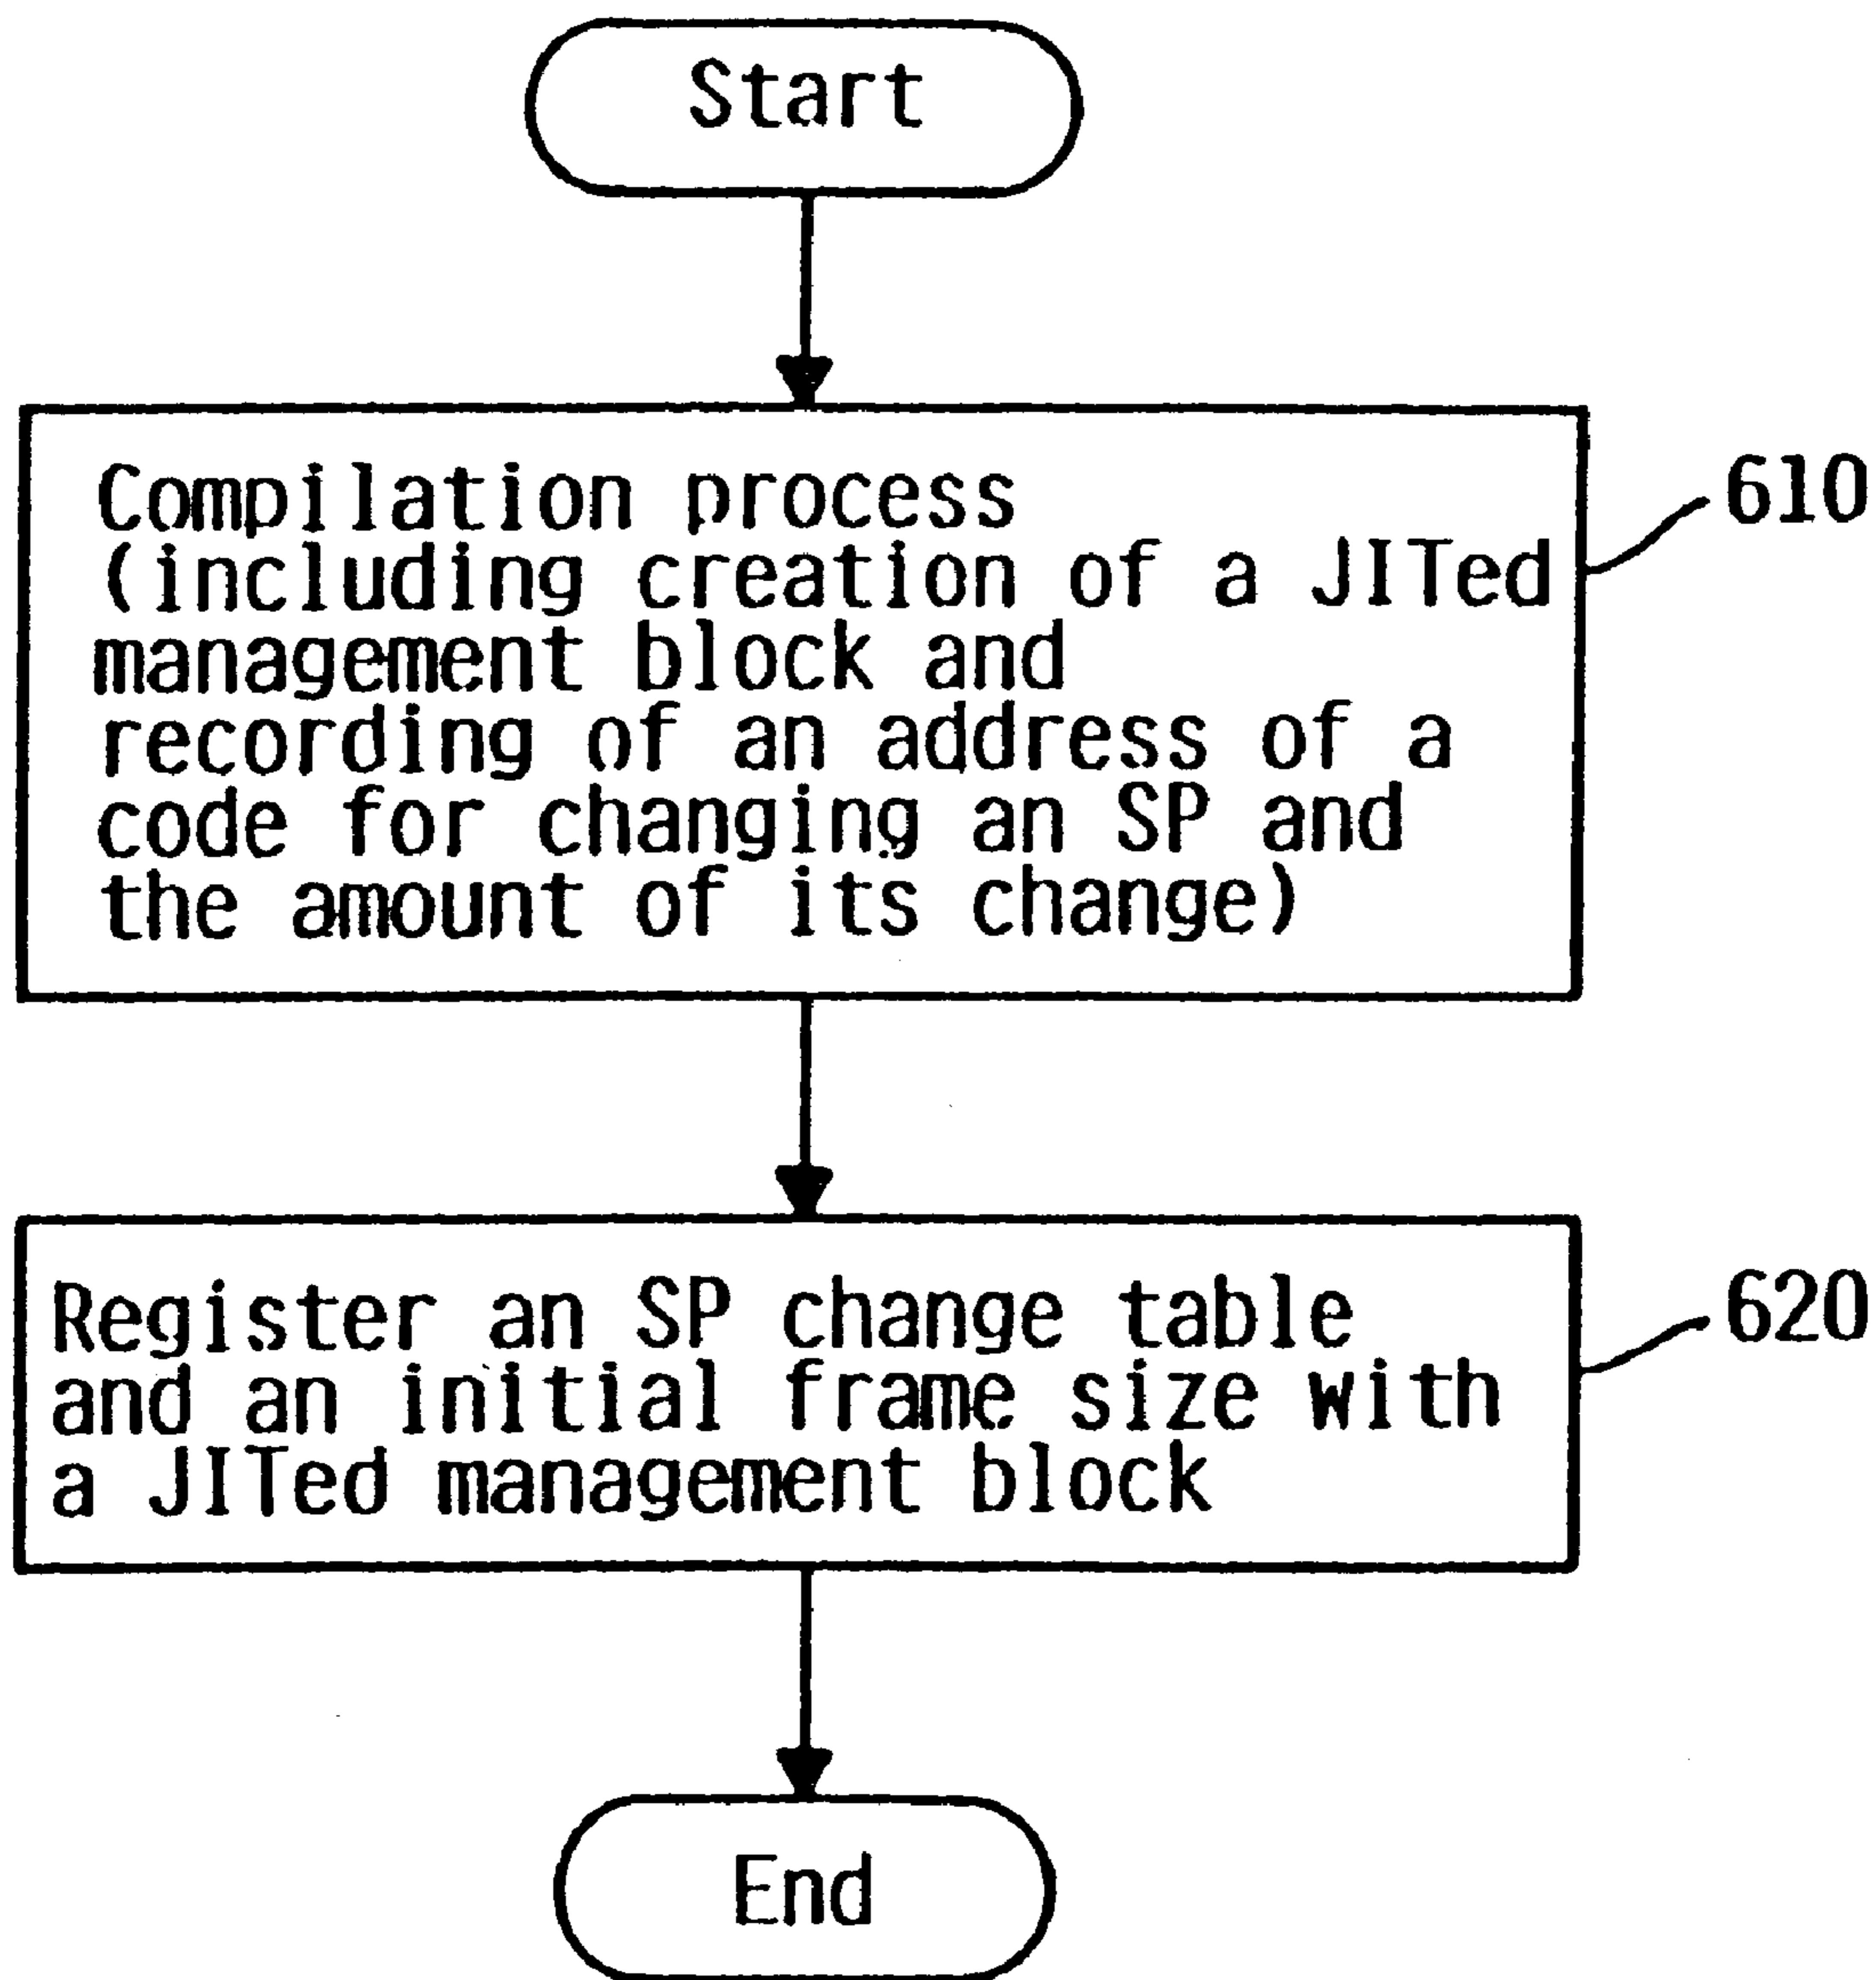 Start
Compilation process
(including creation of a JITed
management block and
recording of an address of a
code for changing an SP and
the amount of its change)
610
Register an SP change table
and an initial frame size with
a JITed management block
620
End